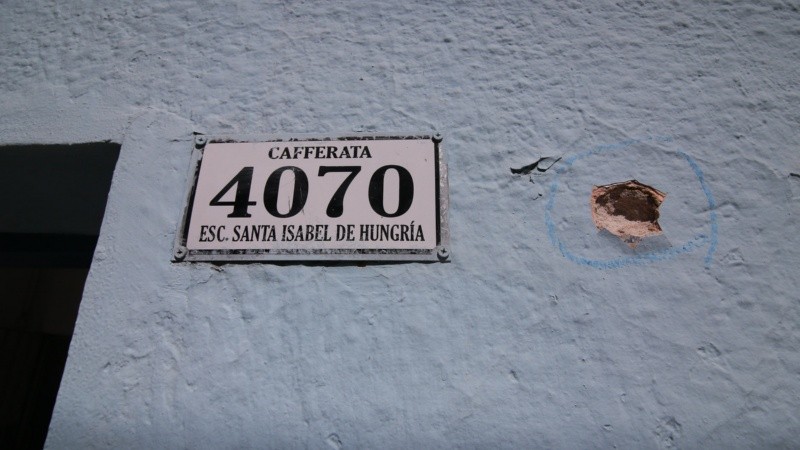 CAFFERATA
4070
ESC. SANTA ISABEL DE HUNGRÍA